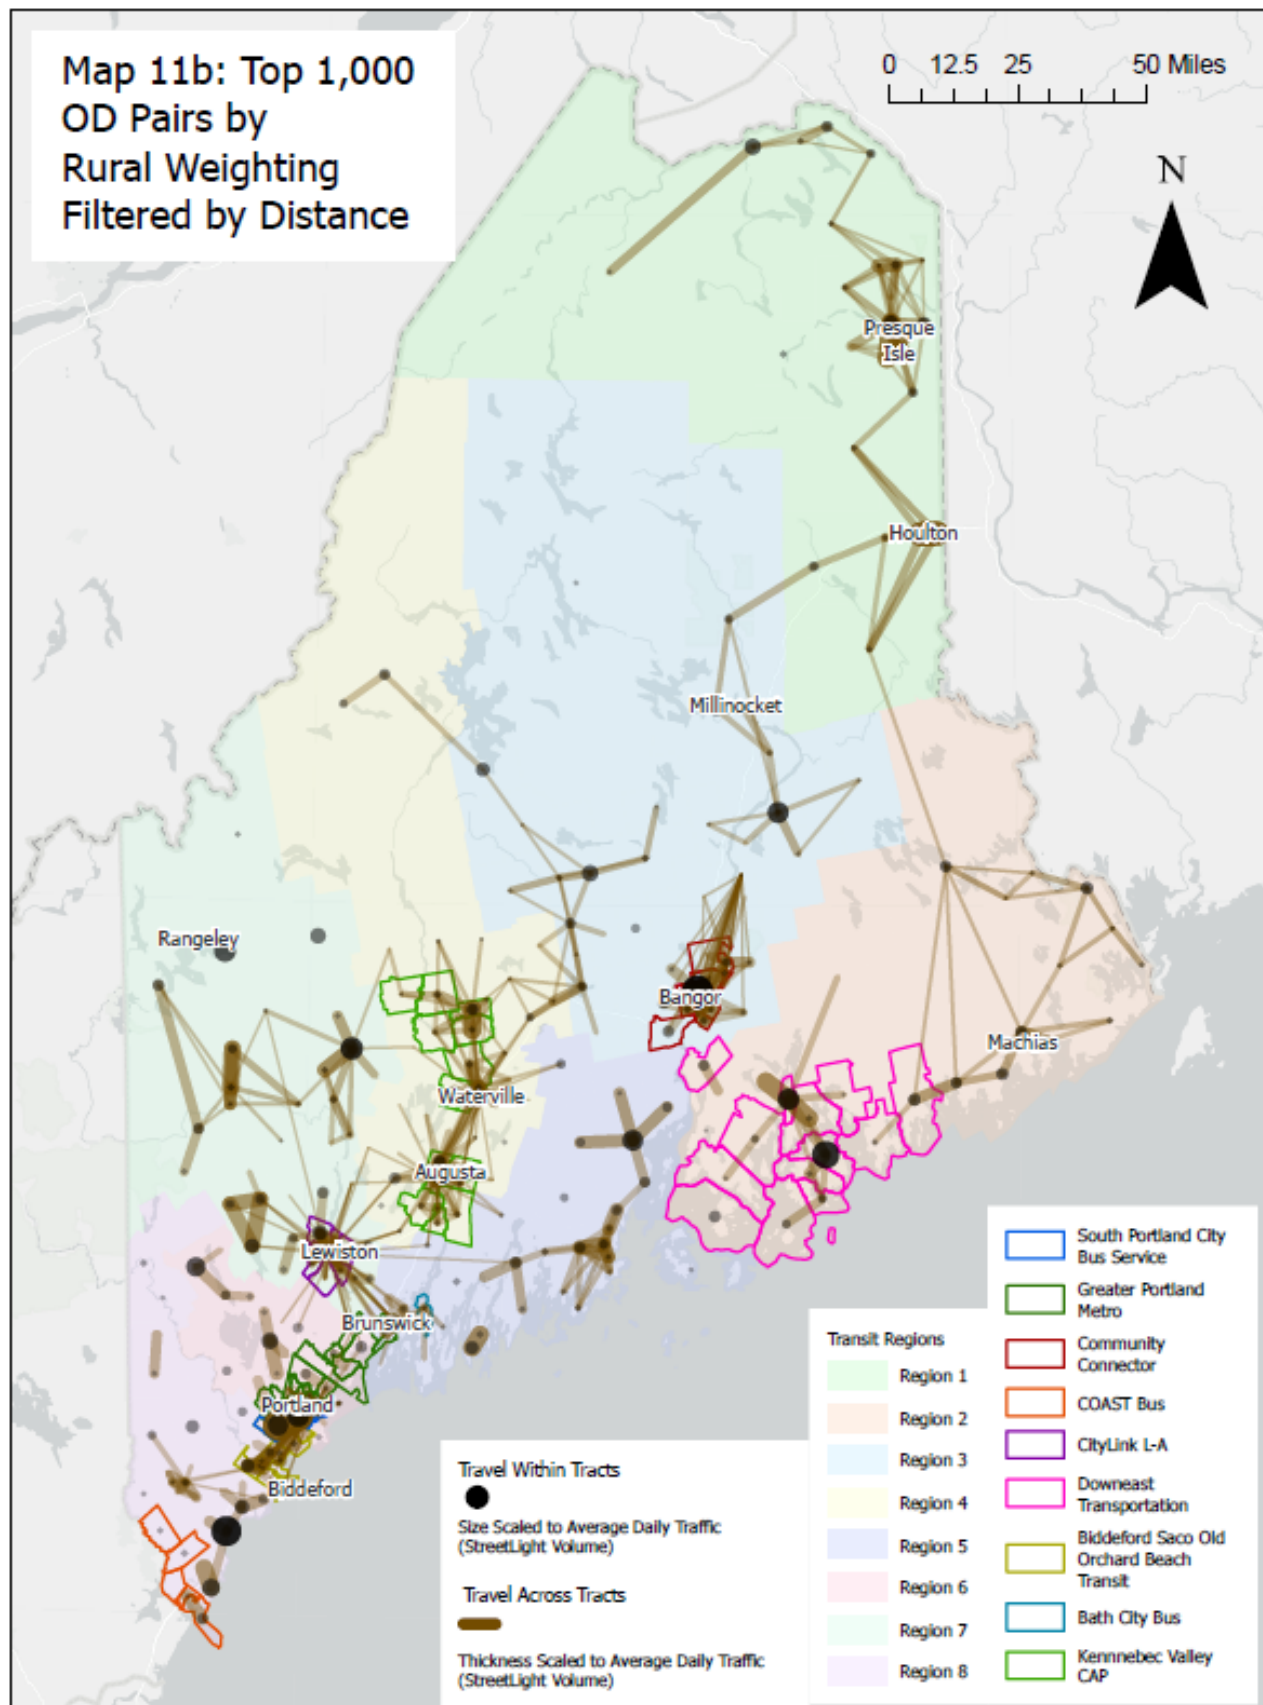 Map 11b: Top 1,000
OD Pairs by
Rural Weighting
Filtered by Distance
0 12.5 25 50 Miles
N
Presque
Isle
Houlton
Millinocket
Rangeley
Bangor
Machias
Waterville
Augusta
Lewiston
Brunswick
Portland
Biddeford
Travel Within Tracts
Size Scaled to Average Daily Traffic
(StreetLight Volume)
Travel Across Tracts
Thickness Scaled to Average Daily Traffic
(StreetLight Volume)
Transit Regions
Region 1
Region 2
Region 3
Region 4
Region 5
Region 6
Region 7
Region 8
South Portland City
Bus Service
Greater Portland
Metro
Community
Connector
COAST Bus
CityLink L-A
Downeast
Transportation
Biddeford Saco Old
Orchard Beach
Transit
Bath City Bus
Kennnebec Valley
CAP